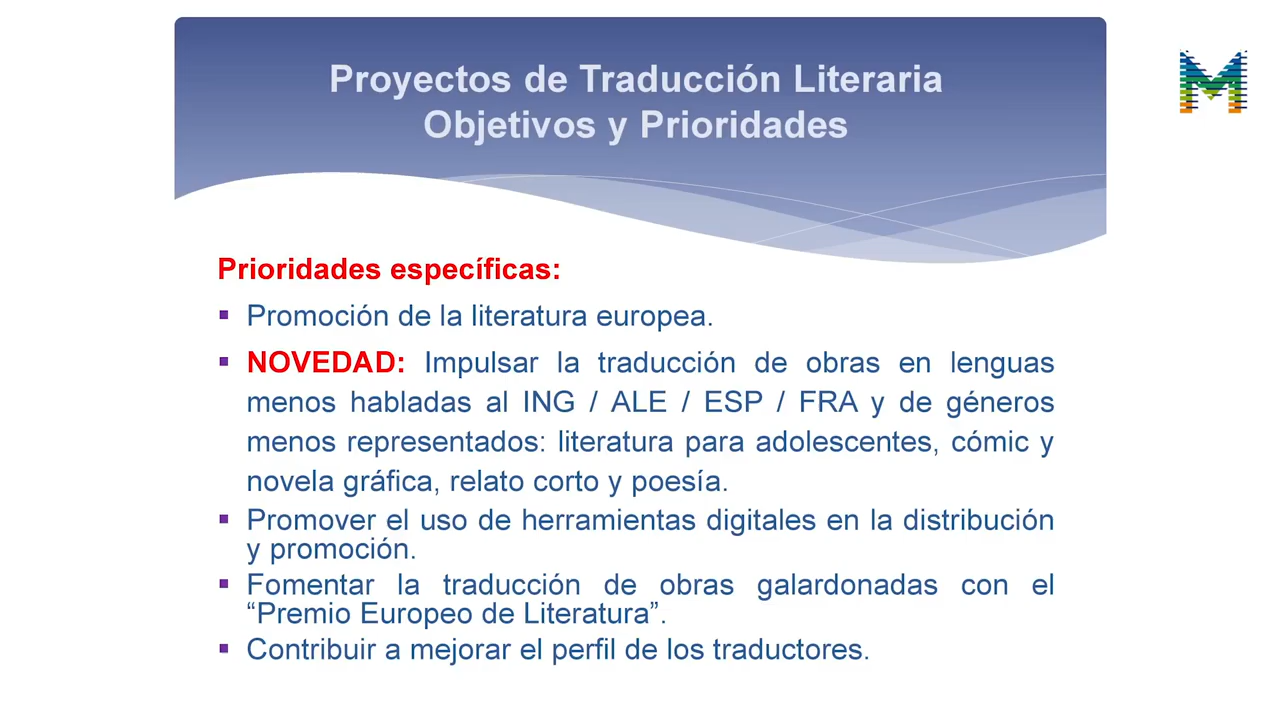 Proyectos de Traducción Literaria
Objetivos y Prioridades
Prioridades específicas:
▪ Promoción de la literatura europea.
▪ NOVEDAD: Impulsar la traducción de obras en lenguas
menos habladas al ING / ALE / ESP / FRA y de géneros
menos representados: literatura para adolescentes, cómic y
novela gráfica, relato corto y poesía.
▪ Promover el uso de herramientas digitales en la distribución
y promoción.
▪ Fomentar la traducción de obras galardonadas con el
“Premio Europeo de Literatura”.
▪ Contribuir a mejorar el perfil de los traductores.
M